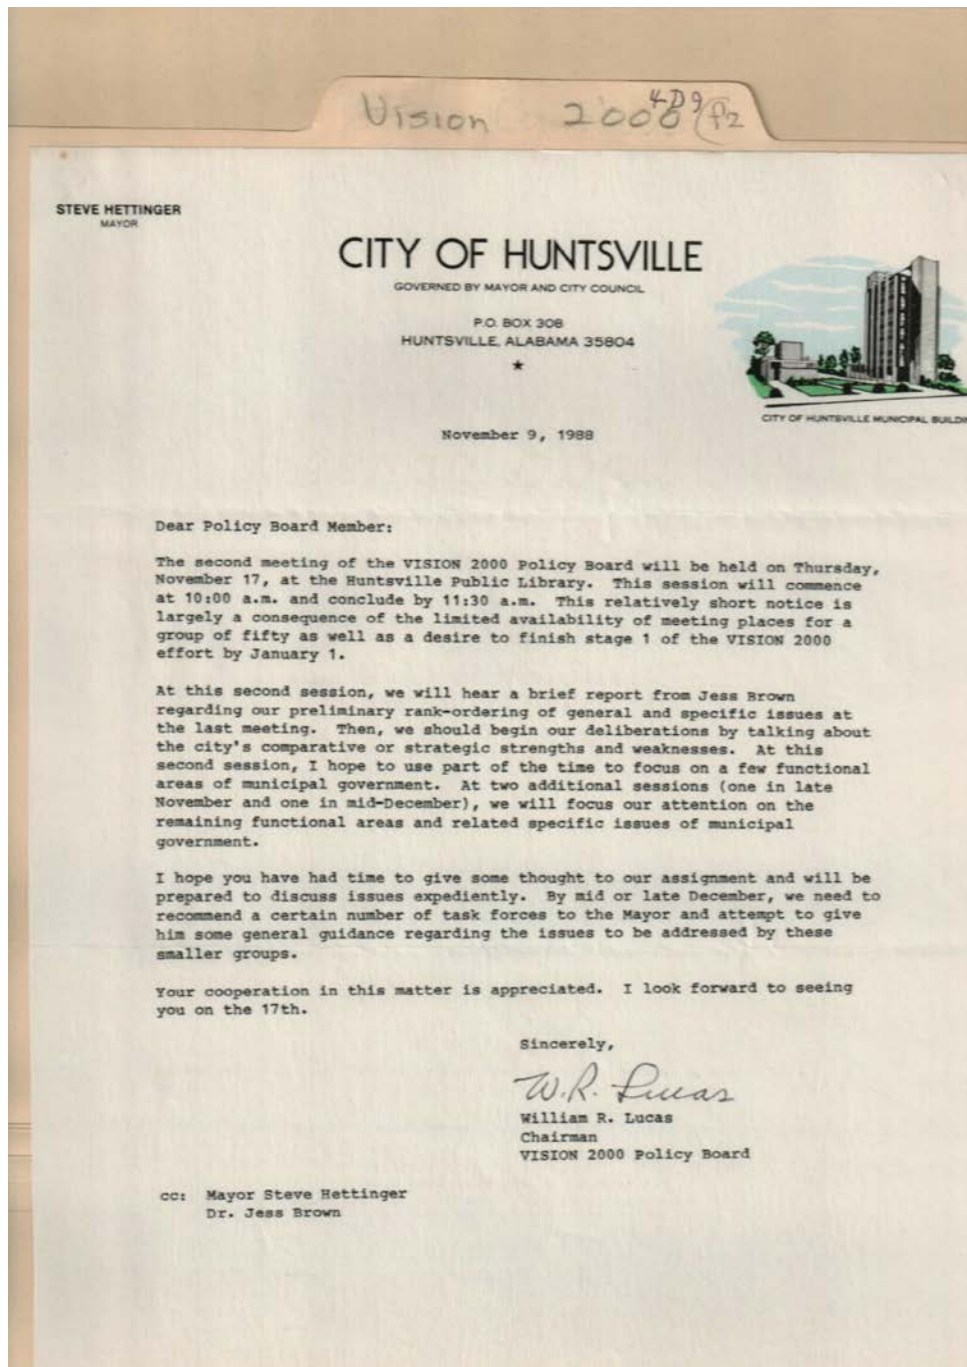 Vision 2000 4D9 f2
STEVE HETTINGER
MAYOR
CITY OF HUNTSVILLE
GOVERNED BY MAYOR AND CITY COUNCIL
P.O. BOX 308
HUNTSVILLE, ALABAMA 35804
★
CITY OF HUNTSVILLE MUNICIPAL
November 9, 1988
Dear Policy Board Member:
The second meeting of the VISION 2000 Policy Board will be held on Thursday,
November 17, at the Huntsville Public Library. This session will commence
at 10:00 a.m. and conclude by 11:30 a.m. This relatively short notice is
largely a consequence of the limited availability of meeting places for a
group of fifty as well as a desire to finish stage 1 of the VISION 2000
effort by January 1.
At this second session, we will hear a brief report from Jess Brown
regarding our preliminary rank-ordering of general and specific issues at
the last meeting. Then, we should begin our deliberations by talking about
the city's comparative or strategic strengths and weaknesses. At this
second session, I hope to use part of the time to focus on a few functional
areas of municipal government. At two additional sessions (one in late
November and one in mid-December), we will focus our attention on the
remaining functional areas and related specific issues of municipal
government.
I hope you have had time to give some thought to our assignment and will be
prepared to discuss issues expediently. By mid or late December, we need to
recommend a certain number of task forces to the Mayor and attempt to give
him some general guidance regarding the issues to be addressed by these
smaller groups.
Your cooperation in this matter is appreciated. I look forward to seeing
you on the 17th.
Sincerely,
W.R. Lucas
William R. Lucas
Chairman
VISION 2000 Policy Board
cc: Mayor Steve Hettinger
Dr. Jess Brown